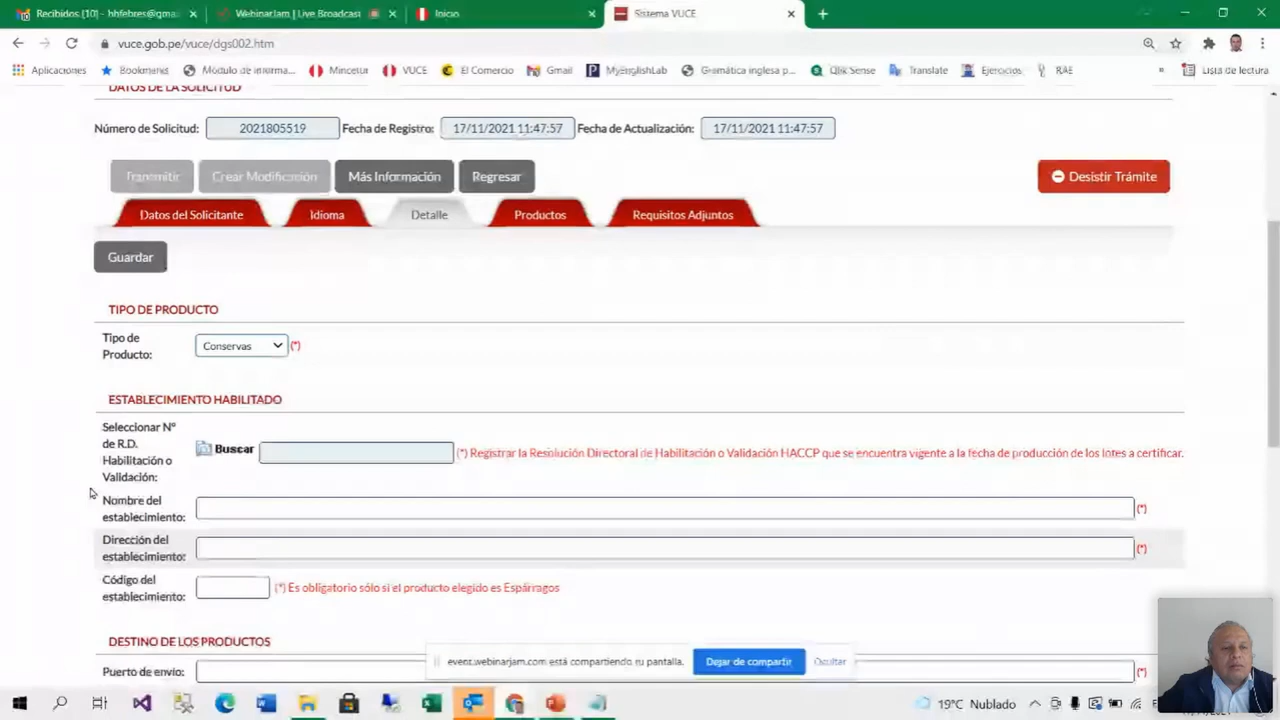 Recibidos (10) - hhfebres@gma
WebinarJam | Live Broadcast
Inicio
Sistema VUCE
vuce.gob.pe/vuce/dgs002.htm
Aplicaciones
Bookmarks
Módulo de informa...
Mincetur
VUCE
El Comercio
Gmail
MyEnglishLab
Gramática inglesa p...
Qlik Sense
Translate
Ejercicios
RAE
»
Lista de lectura
DATOS DE LA SOLICITUD
Número de Solicitud: 2021805519 Fecha de Registro: 17/11/2021 11:47:57 Fecha de Actualización: 17/11/2021 11:47:57
Transmitir
Crear Modificación
Más Información
Regresar
Desistir Trámite
Datos del Solicitante
Idioma
Detalle
Productos
Requisitos Adjuntos
Guardar
TIPO DE PRODUCTO
Tipo de
Producto:
Conservas (*)
ESTABLECIMIENTO HABILITADO
Seleccionar Nº
de R.D.
Habilitación o
Validación:
Buscar
(*) Registrar la Resolución Directoral de Habilitación o Validación HACCP que se encuentra vigente a la fecha de producción de los lotes a certificar.
Nombre del
establecimiento:
(*)
Dirección del
establecimiento:
(*)
Código del
establecimiento:
(*) Es obligatorio sólo si el producto elegido es Espárragos
DESTINO DE LOS PRODUCTOS
Puerto de envío:
(*)
event.webinarjam.com está compartiendo tu pantalla.
Dejar de compartir
Ocultar
19°C Nublado